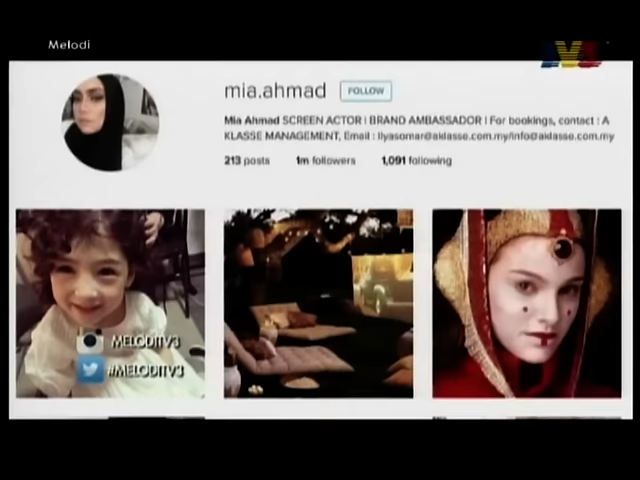 Melodi
mia.ahmad FOLLOW
Mia Ahmad SCREEN ACTOR | BRAND AMBASSADOR | For bookings, contact : A
KLASSE MANAGEMENT, Email : Ilyasomar@aklasse.com.my/info@aklasse.com.my
213 posts 1m followers 1,091 following
MELODITV3
#MELODITV3